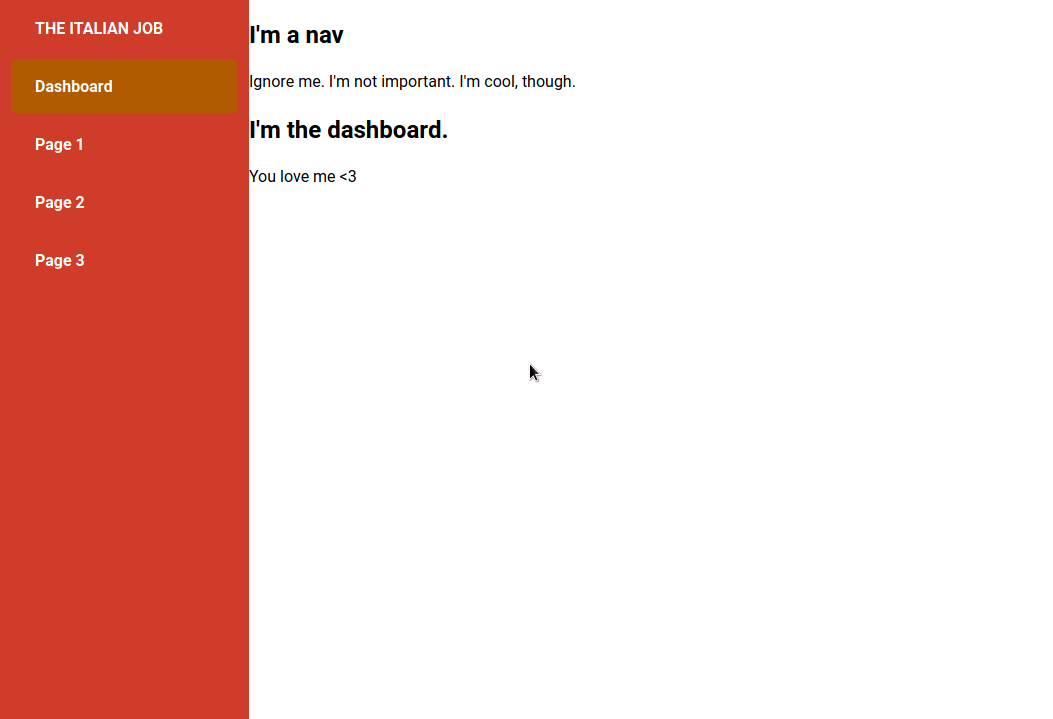 THE ITALIAN JOB
Dashboard
Page 1
Page 2
Page 3
I'm a nav
Ignore me. I'm not important. I'm cool, though.
I'm the dashboard.
You love me <3